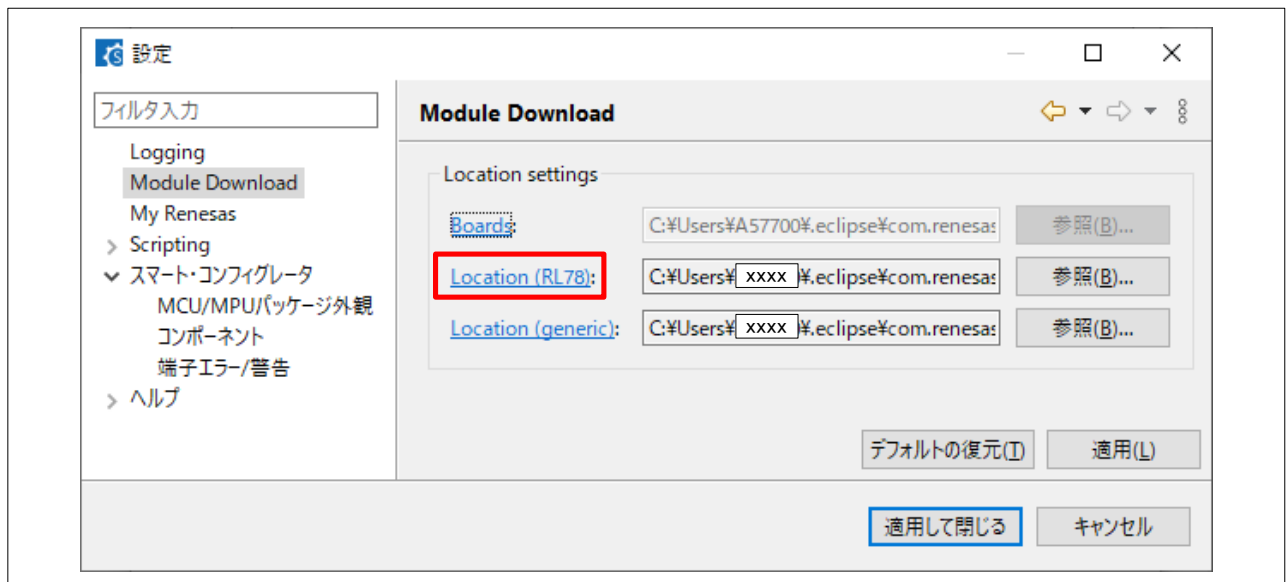 設定
フィルタ入力
Logging
Module Download
My Renesas
Scripting
スマート・コンフィグレータ
MCU/MPUパッケージ外観
コンポーネント
端子エラー/警告
ヘルプ
Module Download
Location settings
Boards: C:¥Users¥A57700¥.eclipse¥com.renesas 参照(B)...
Location (RL78): C:¥Users¥ xxxx ¥.eclipse¥com.renesas 参照(B)...
Location (generic): C:¥Users¥ xxxx ¥.eclipse¥com.renesas 参照(B)...
デフォルトの復元(T) 適用(L)
適用して閉じる キャンセル